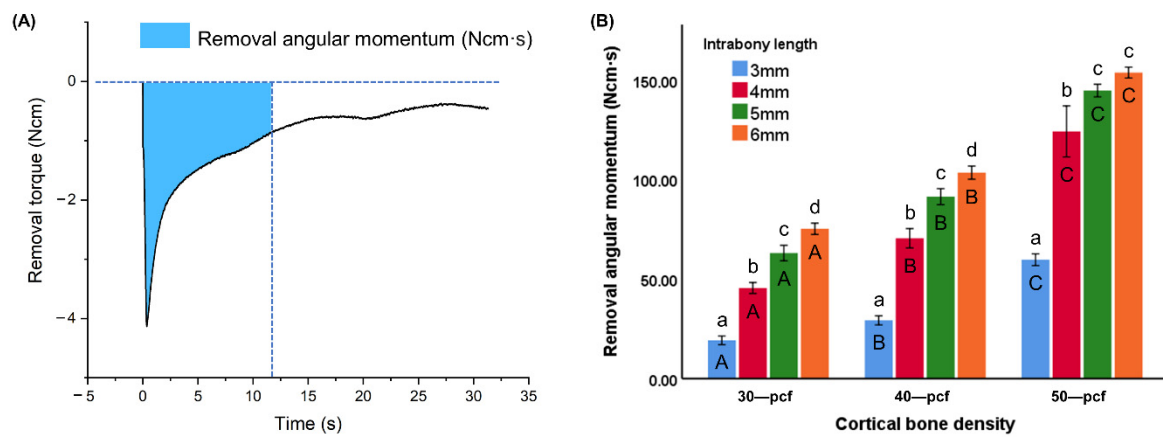 (A)
Removal angular momentum (Ncm·s)
0
−2
−4
Removal torque (Ncm)
−5 0 5 10 15 20 25 30 35
Time (s)
(B)
Intrabony length
3mm
4mm
5mm
6mm
Removal angular momentum (Ncm·s)
150.00
100.00
50.00
0.00
a b c d
A A A A
a b c d
B B B B
a b c c
C C C C
30—pcf 40—pcf 50—pcf
Cortical bone density